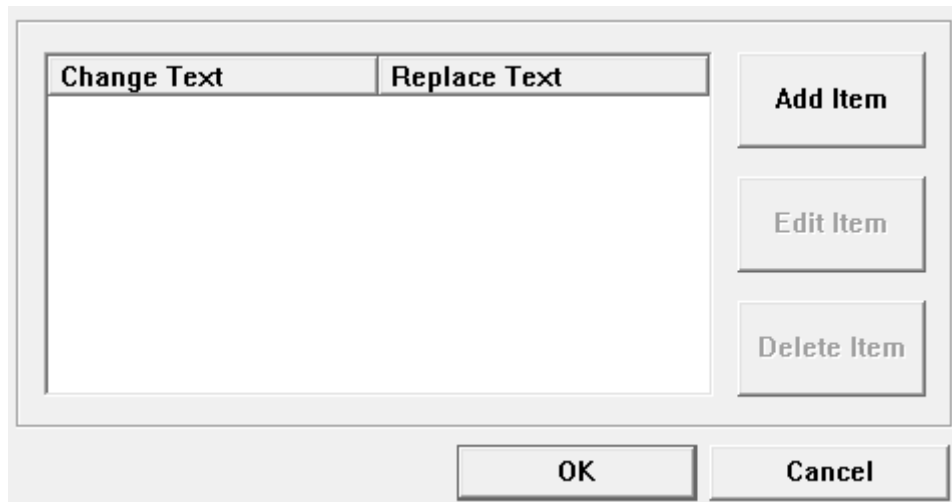 Change Text Replace Text
Add Item
Edit Item
Delete Item
OK Cancel